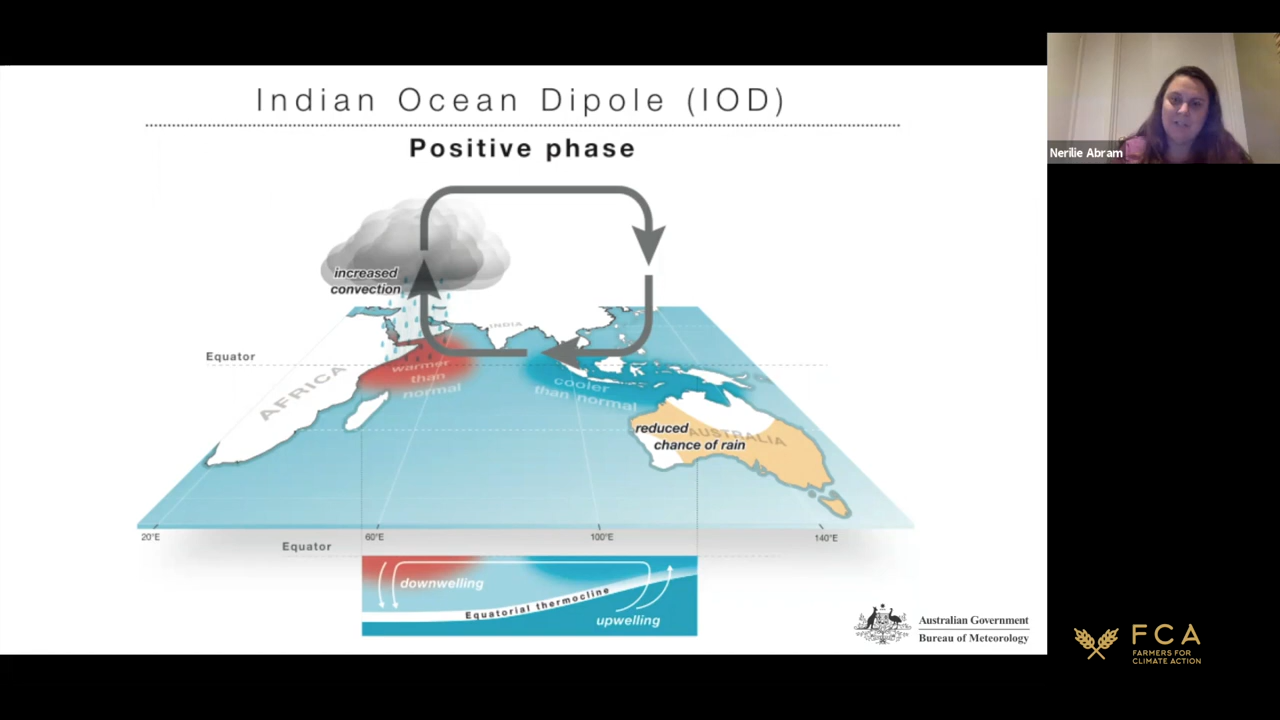 Indian Ocean Dipole (IOD)
Positive phase
increased
convection
INDIA
Equator
AFRICA
warmer
than
normal
cooler
than normal
AUSTRALIA
reduced
chance of rain
20°E
60°E
100°E
140°E
Equator
downwelling
Equatorial thermocline
upwelling
Australian Government
Bureau of Meteorology
Nerilie Abram
FCA
FARMERS FOR
CLIMATE ACTION